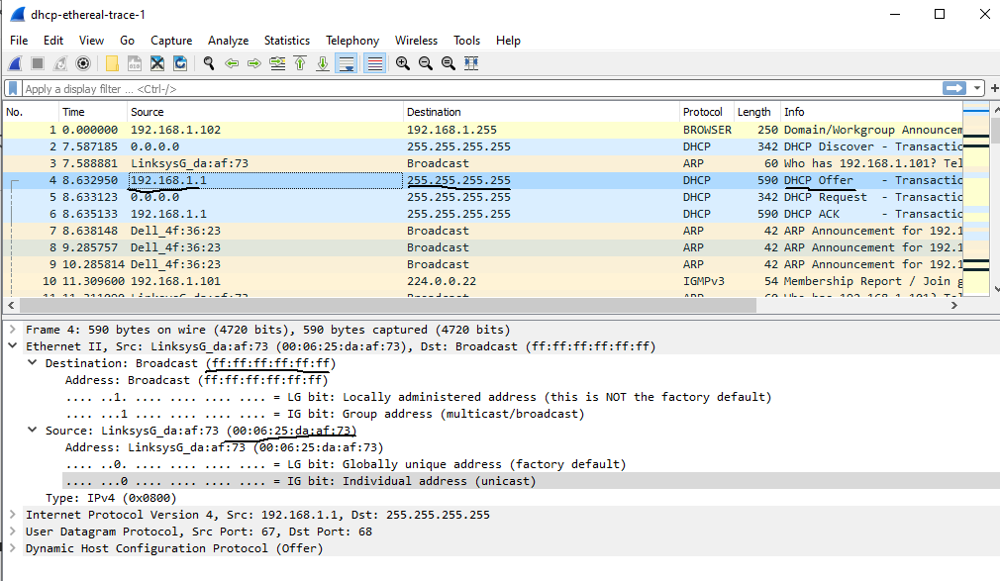 dhcp-ethereal-trace-1
File Edit View Go Capture Analyze Statistics Telephony Wireless Tools Help
Apply a display filter ... <Ctrl-/>
No. Time Source Destination Protocol Length Info
1 0.000000 192.168.1.102 192.168.1.255 BROWSER 250 Domain/Workgroup Announcem
2 7.587185 0.0.0.0 255.255.255.255 DHCP 342 DHCP Discover - Transactic
3 7.588881 LinksysG_da:af:73 Broadcast ARP 60 Who has 192.168.1.101? Tel
4 8.632950 192.168.1.1 255.255.255.255 DHCP 590 DHCP Offer - Transactic
5 8.633123 0.0.0.0 255.255.255.255 DHCP 342 DHCP Request - Transactic
6 8.635133 192.168.1.1 255.255.255.255 DHCP 590 DHCP ACK - Transactic
7 8.638148 Dell_4f:36:23 Broadcast ARP 42 ARP Announcement for 192.1
8 9.285757 Dell_4f:36:23 Broadcast ARP 42 ARP Announcement for 192.1
9 10.285814 Dell_4f:36:23 Broadcast ARP 42 ARP Announcement for 192.1
10 11.309600 192.168.1.101 224.0.0.22 IGMPv3 54 Membership Report / Join g
Frame 4: 590 bytes on wire (4720 bits), 590 bytes captured (4720 bits)
Ethernet II, Src: LinksysG_da:af:73 (00:06:25:da:af:73), Dst: Broadcast (ff:ff:ff:ff:ff:ff)
Destination: Broadcast (ff:ff:ff:ff:ff:ff)
Address: Broadcast (ff:ff:ff:ff:ff:ff)
.... ..1. .... .... .... .... = LG bit: Locally administered address (this is NOT the factory default)
.... ...1 .... .... .... .... = IG bit: Group address (multicast/broadcast)
Source: LinksysG_da:af:73 (00:06:25:da:af:73)
Address: LinksysG_da:af:73 (00:06:25:da:af:73)
.... ..0. .... .... .... .... = LG bit: Globally unique address (factory default)
.... ...0 .... .... .... .... = IG bit: Individual address (unicast)
Type: IPv4 (0x0800)
Internet Protocol Version 4, Src: 192.168.1.1, Dst: 255.255.255.255
User Datagram Protocol, Src Port: 67, Dst Port: 68
Dynamic Host Configuration Protocol (Offer)